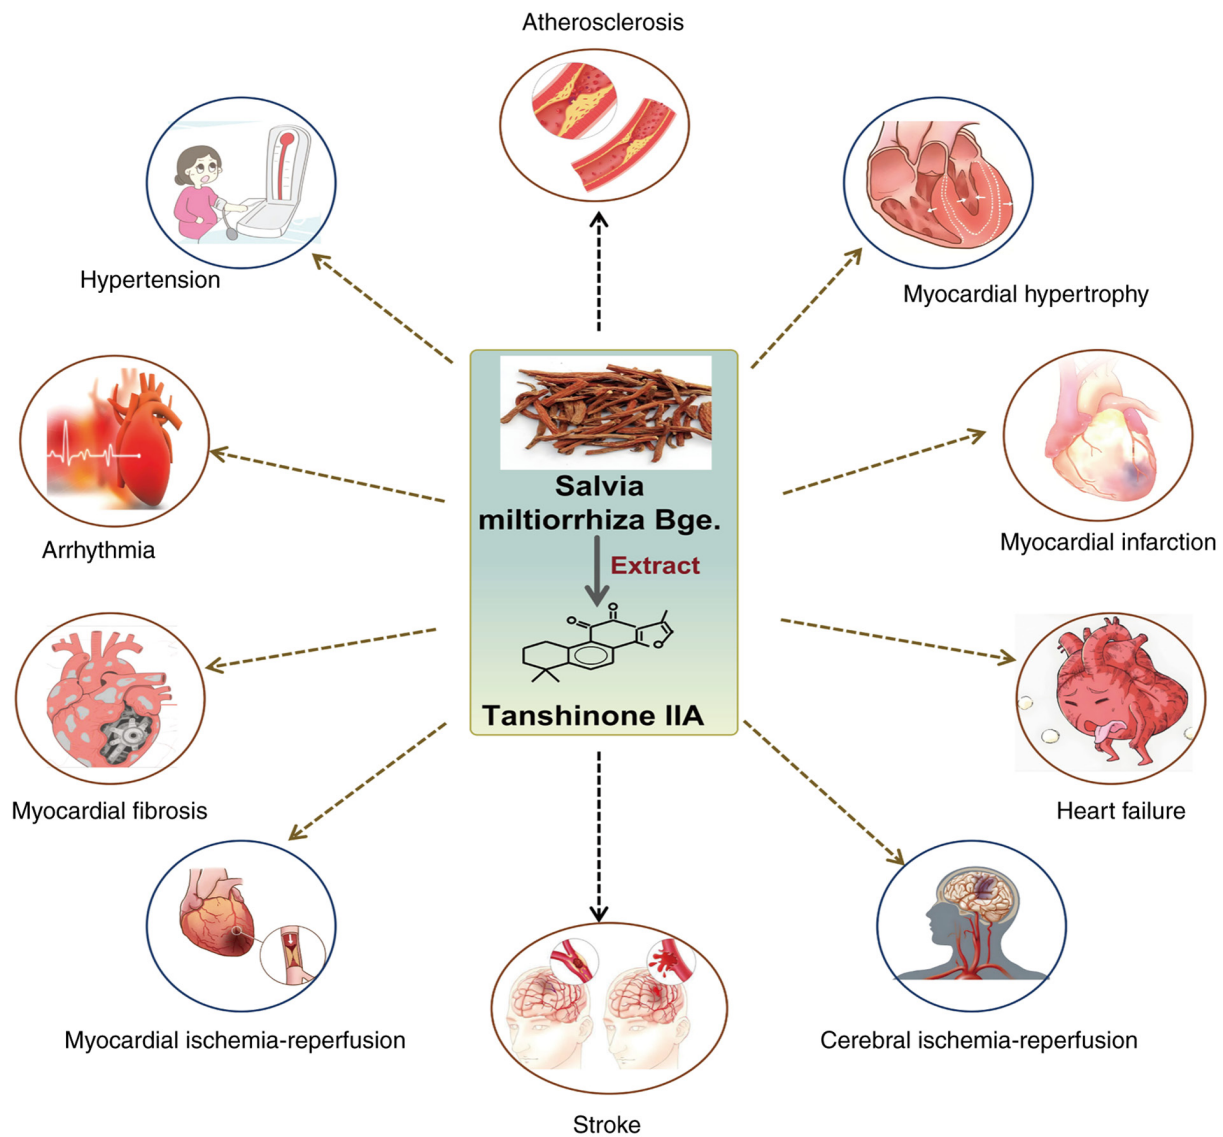 Atherosclerosis
Hypertension
Myocardial hypertrophy
Salvia
miltiorrhiza Bge.
Extract
O
O
O
Tanshinone IIA
Arrhythmia
Myocardial infarction
Myocardial fibrosis
Heart failure
Myocardial ischemia-reperfusion
Cerebral ischemia-reperfusion
Stroke